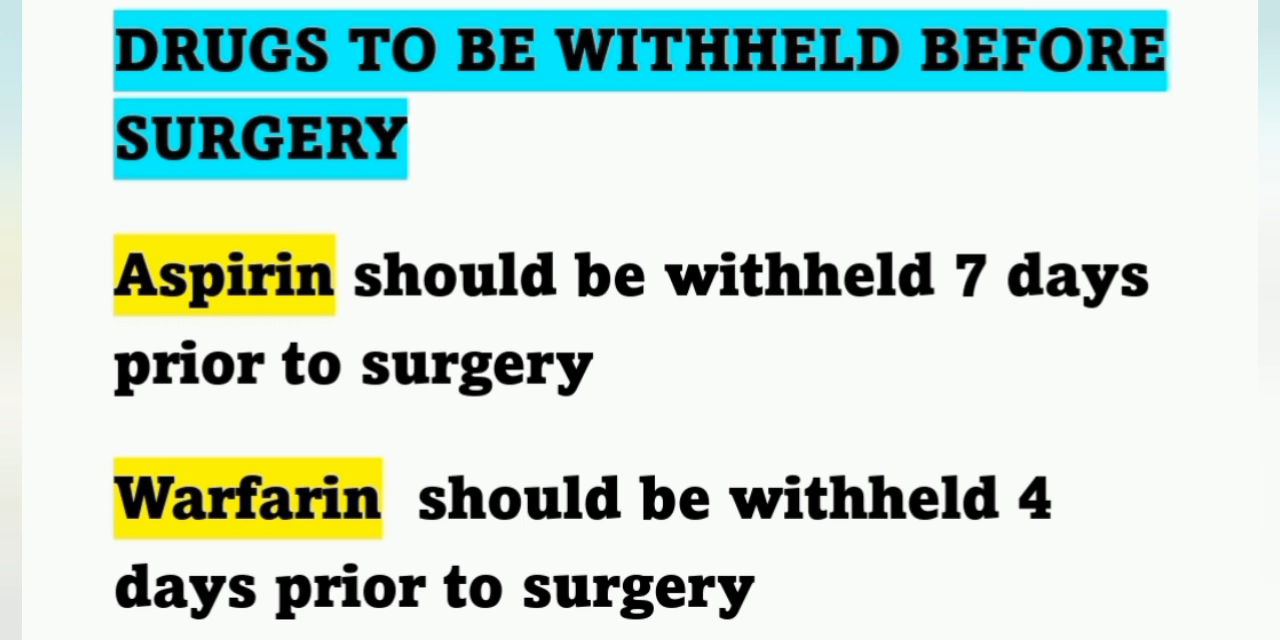 DRUGS TO BE WITHHELD BEFORE
SURGERY
Aspirin should be withheld 7 days
prior to surgery
Warfarin should be withheld 4
days prior to surgery